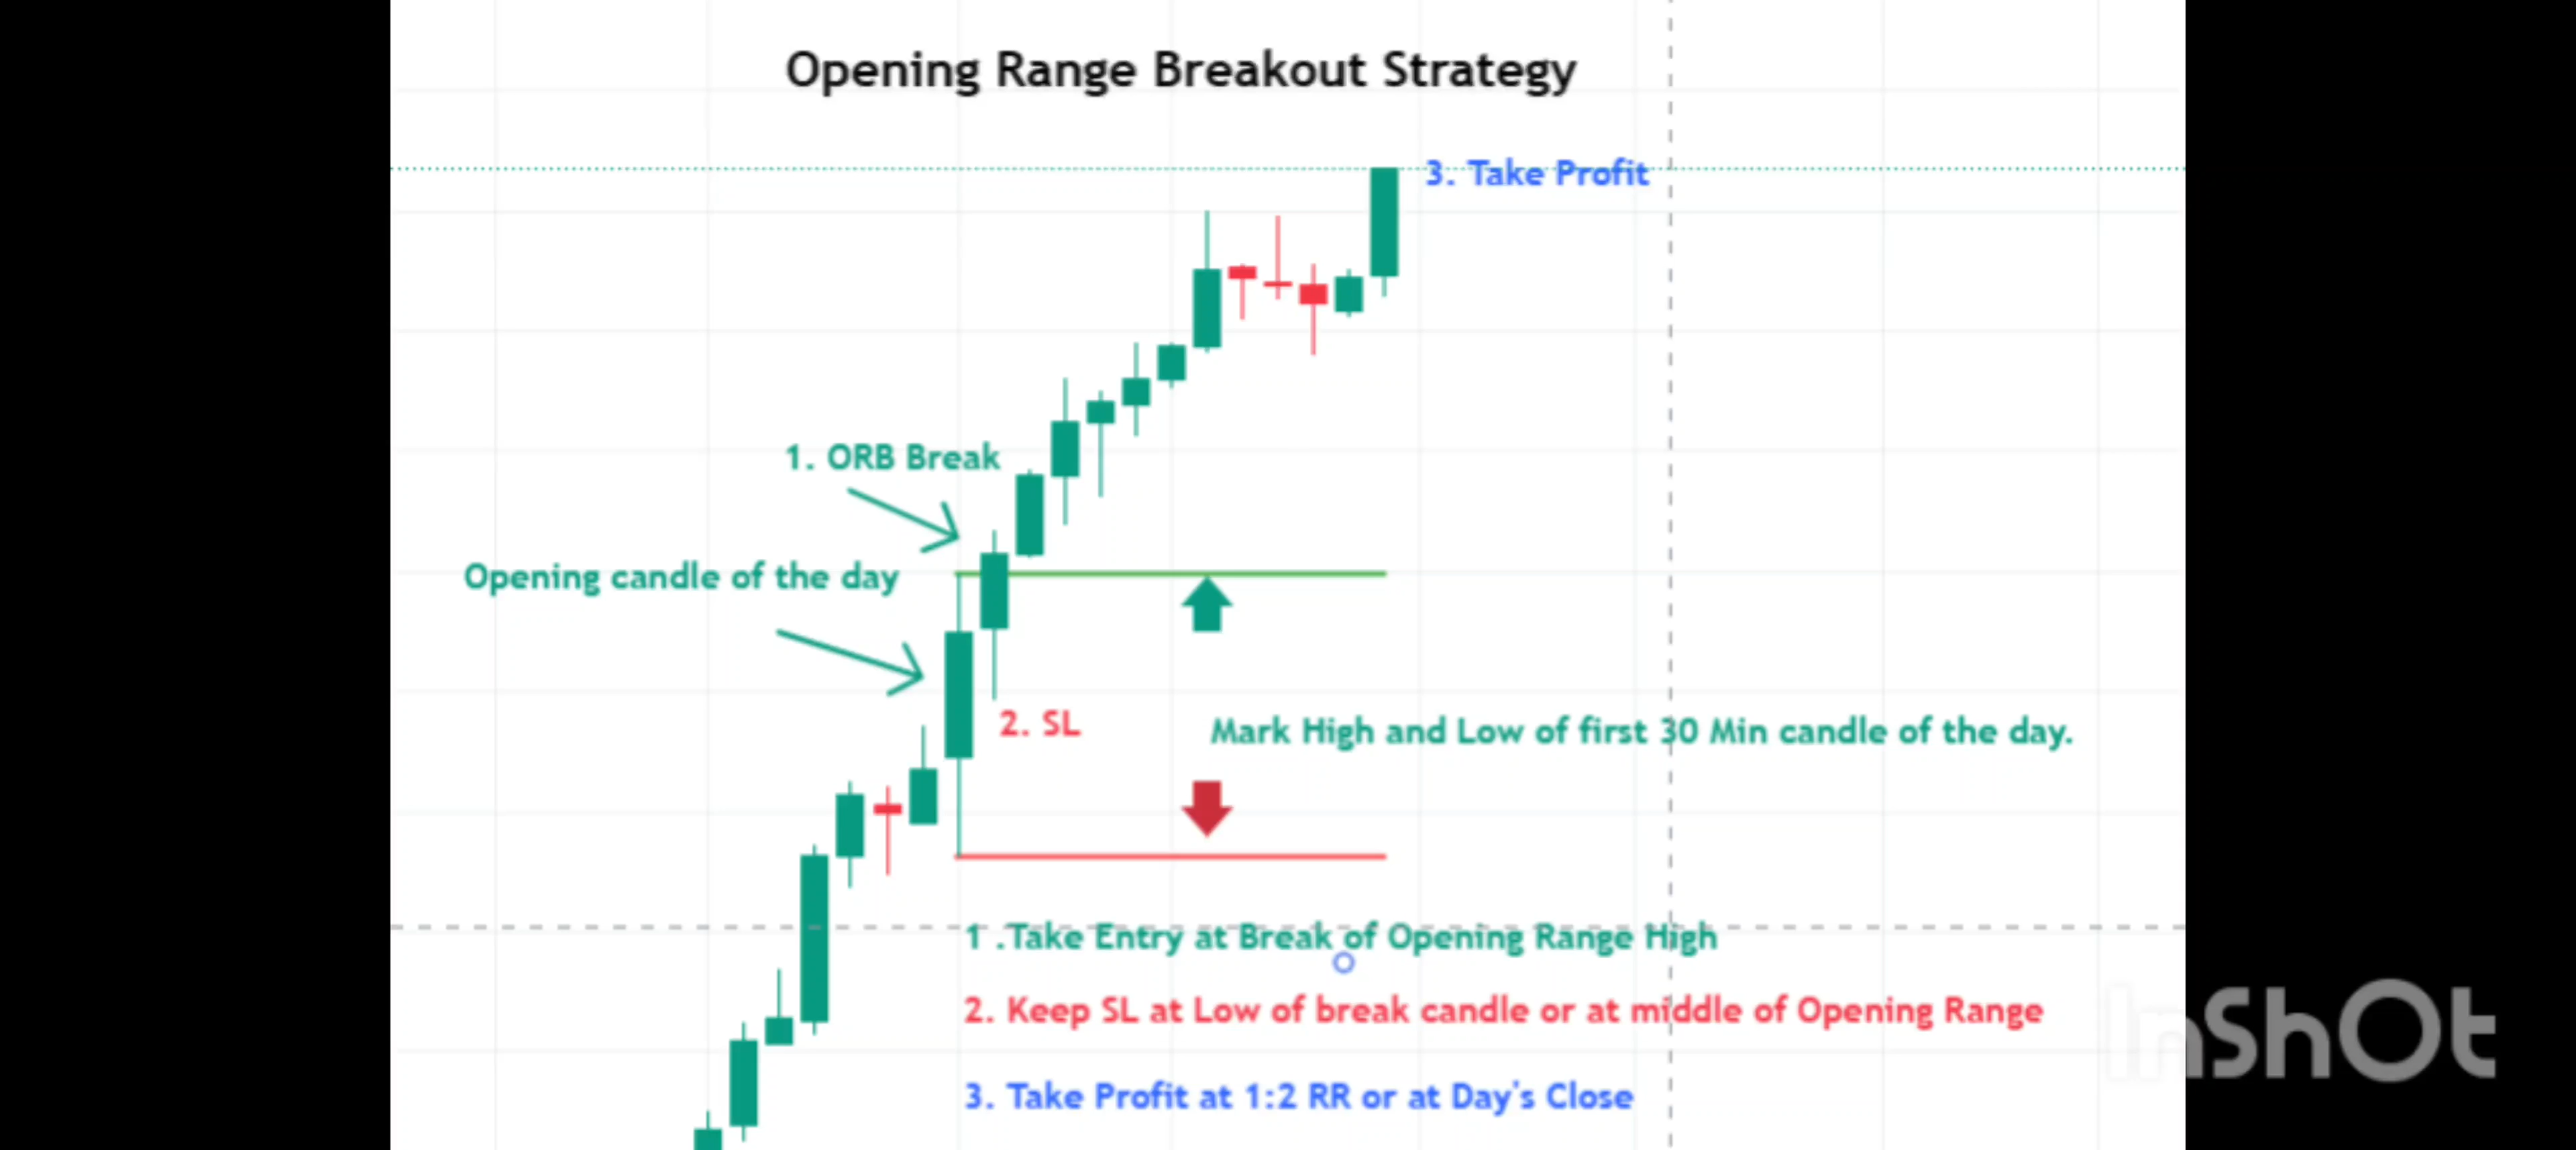 Opening Range Breakout Strategy
3. Take Profit
1. ORB Break
Opening candle of the day
2. SL
Mark High and Low of first 30 Min candle of the day.
1 .Take Entry at Break of Opening Range High
2. Keep SL at Low of break candle or at middle of Opening Range
3. Take Profit at 1:2 RR or at Day's Close
InShOt